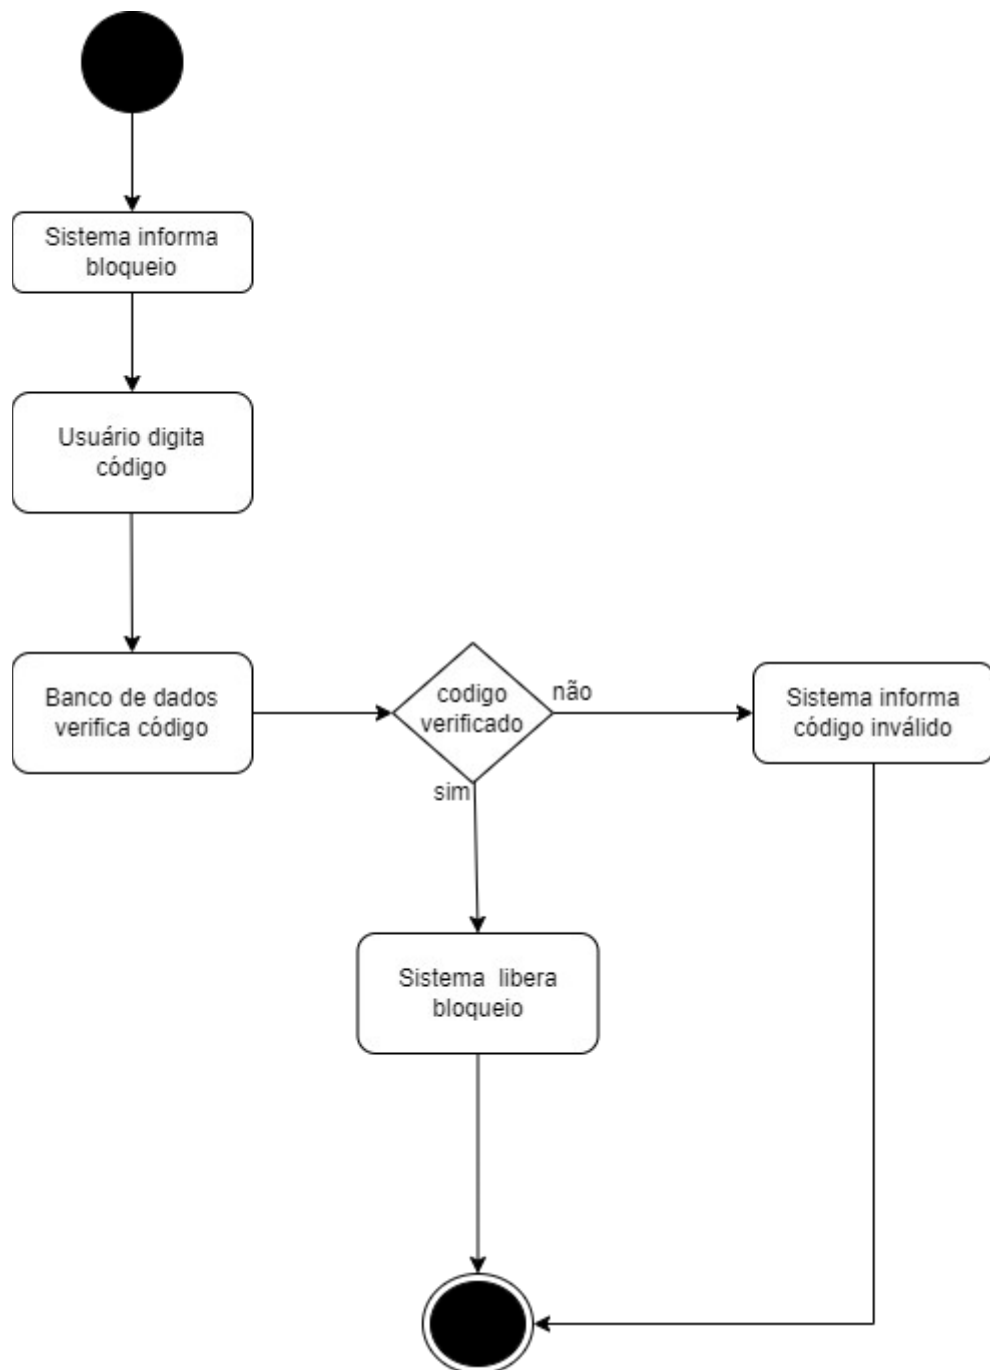 Sistema informa
bloqueio
Usuário digita
código
Banco de dados
verifica código
codigo
verificado
não
Sistema informa
código inválido
sim
Sistema libera
bloqueio